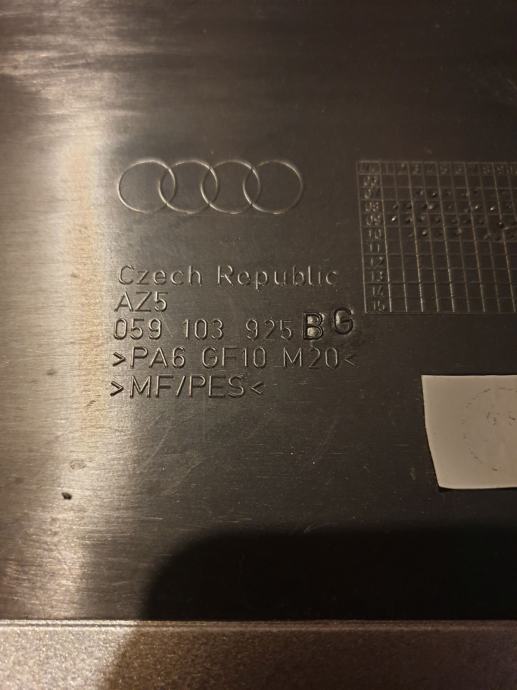 Czech Republic
AZ5
059 103 925 BG
>PA6 GF10 M20<
>MF/PES<